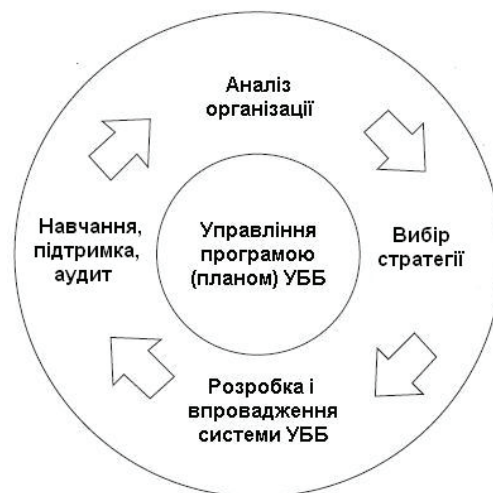 Аналіз
організації
Вибір
стратегії
Розробка і
впровадження
системи УББ
Навчання,
підтримка,
аудит
Управління
програмою
(планом) УББ